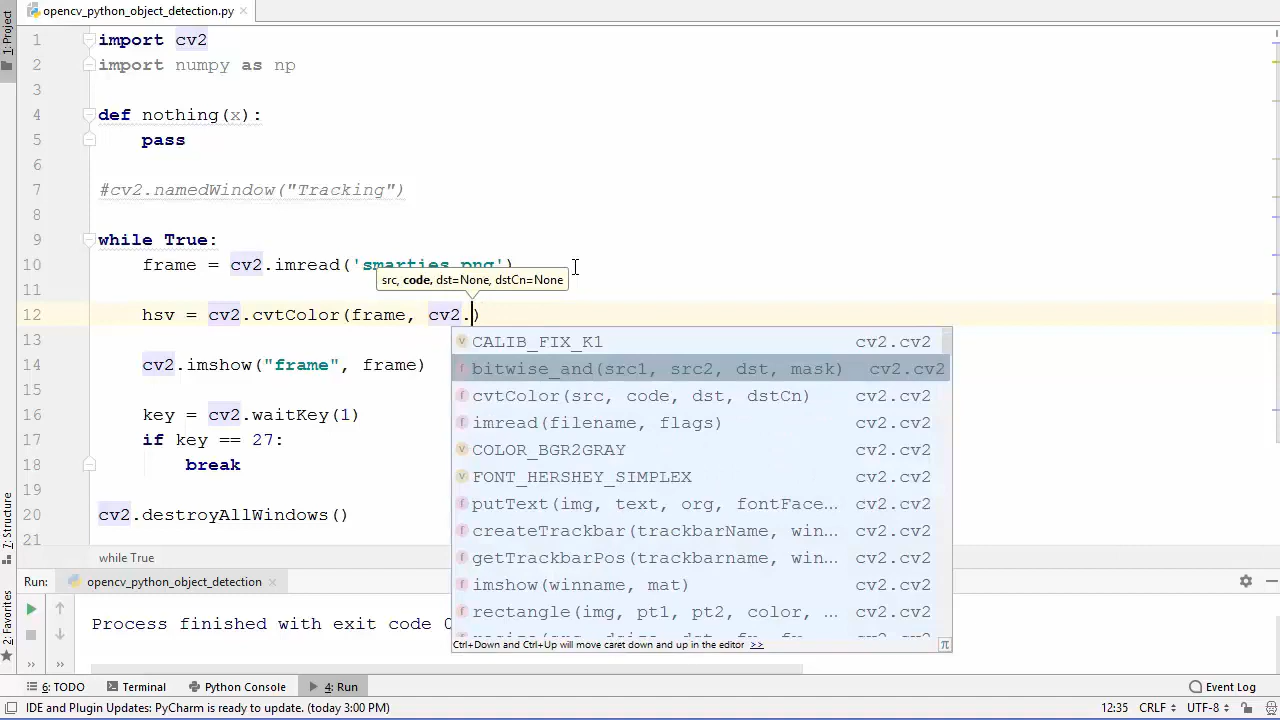 opencv_python_object_detection.py
1: Project
1 import cv2
2 import numpy as np
3
4 def nothing(x):
5 pass
6
7 #cv2.namedWindow("Tracking")
8
9 while True:
10 frame = cv2.imread('smarties.png')
src, code, dst=None, dstCn=None
11
12 hsv = cv2.cvtColor(frame, cv2.)
13
CALIB_FIX_K1 cv2.cv2
bitwise_and(src1, src2, dst, mask) cv2.cv2
cvtColor(src, code, dst, dstCn) cv2.cv2
imread(filename, flags) cv2.cv2
COLOR_BGR2GRAY cv2.cv2
FONT_HERSHEY_SIMPLEX cv2.cv2
putText(img, text, org, fontFace... cv2.cv2
createTrackbar(trackbarName, win... cv2.cv2
getTrackbarPos(trackbarname, win... cv2.cv2
imshow(winname, mat) cv2.cv2
rectangle(img, pt1, pt2, color, ... cv2.cv2
Ctrl+Down and Ctrl+Up will move caret down and up in the editor >> π
14 cv2.imshow("frame", frame)
15
16 key = cv2.waitKey(1)
17 if key == 27:
18 break
19
20 cv2.destroyAllWindows()
21
while True
7: Structure
2: Favorites
Run: opencv_python_object_detection
Process finished with exit code 0
6: TODO Terminal Python Console 4: Run Event Log
IDE and Plugin Updates: PyCharm is ready to update. (today 3:00 PM) 12:35 CRLF UTF-8